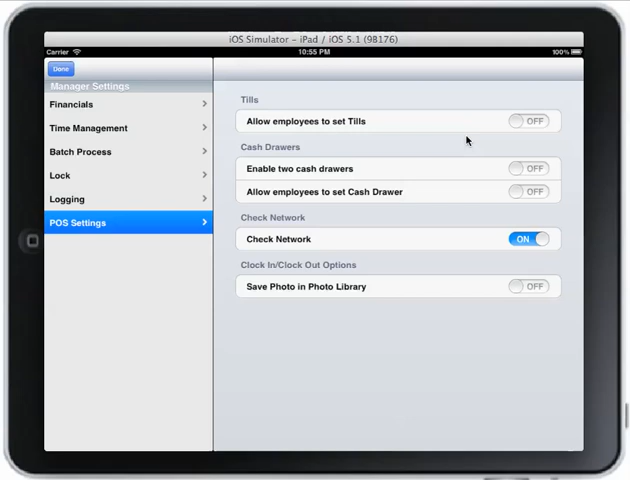 iOS Simulator – iPad / iOS 5.1 (98176)
Carrier 10:55 PM 100%
Done
Manager Settings
Financials
Time Management
Batch Process
Lock
Logging
POS Settings
Tills
Allow employees to set Tills OFF
Cash Drawers
Enable two cash drawers OFF
Allow employees to set Cash Drawer OFF
Check Network
Check Network ON
Clock In/Clock Out Options
Save Photo in Photo Library OFF